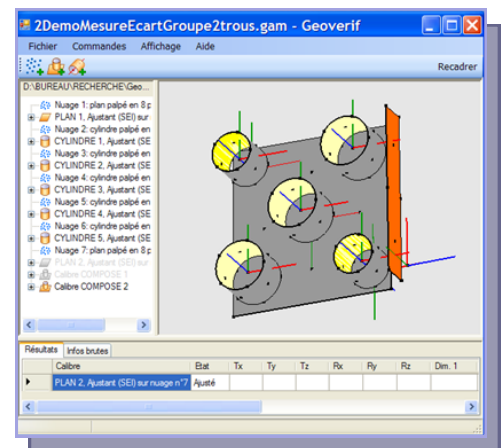 2DemoMesureEcartGroupe2trous.gam - Geoverif
Fichier Commandes Affichage Aide
Recadrer
D:\BUREAU\RECHERCHE\Geo...
Nuage 1: plan palpé en 8 p
PLAN 1, Ajustant (SEI) sur
Nuage 2: cylindre palpé en
CYLINDRE 1, Ajustant (SE
Nuage 3: cylindre palpé en
CYLINDRE 2, Ajustant (SE
Nuage 4: cylindre palpé en
CYLINDRE 3, Ajustant (SE
Nuage 5: cylindre palpé en
CYLINDRE 4, Ajustant (SE
Nuage 6: cylindre palpé en
CYLINDRE 5, Ajustant (SE
Nuage 7: plan palpé en 8 p
PLAN 2, Ajustant (SEI) sur
Calibre COMPOSE 1
Calibre COMPOSE 2
Résultats Infos brutes
Calibre Etat Tx Ty Tz Rx Ry Rz Dim. 1
PLAN 2, Ajustant (SEI) sur nuage n°7 Ajusté